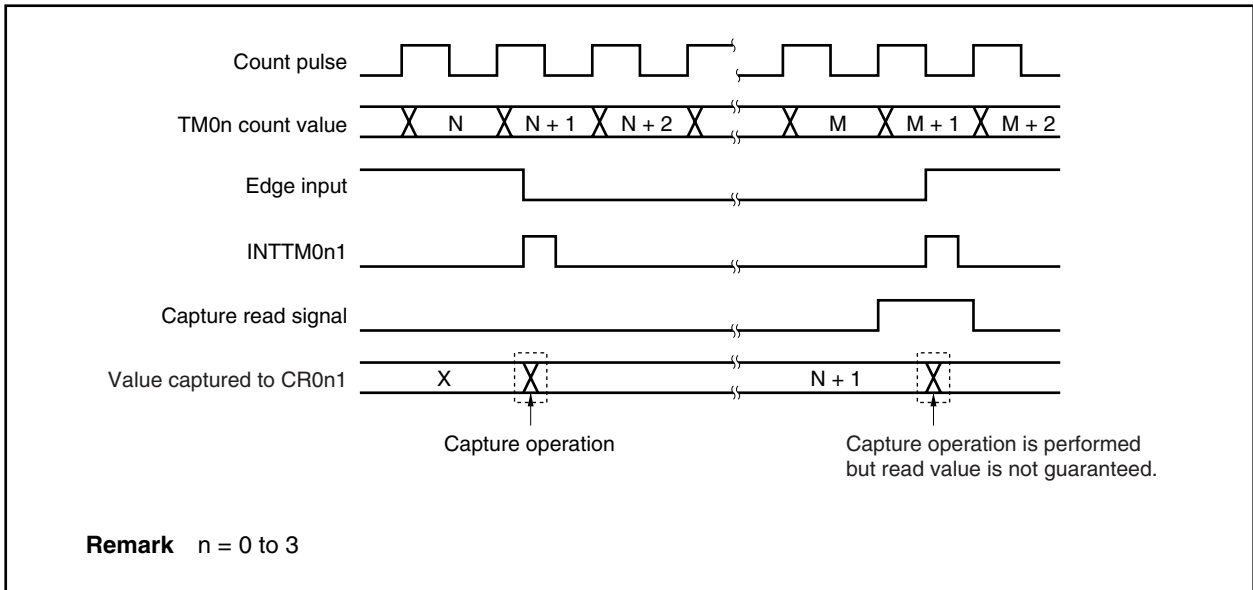 Count pulse
TM0n count value N N + 1 N + 2 M M + 1 M + 2
Edge input
INTTM0n1
Capture read signal
Value captured to CR0n1 X N + 1
Capture operation
Capture operation is performed
but read value is not guaranteed.
Remark n = 0 to 3